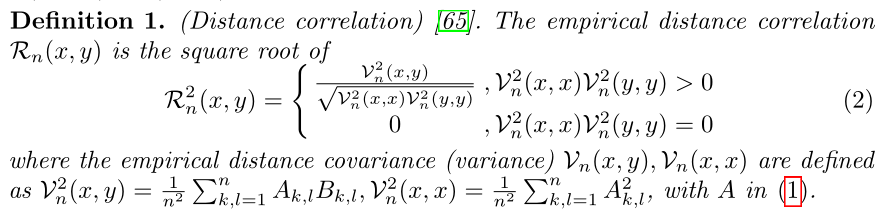 Definition 1. (Distance correlation) [65]. The empirical distance correlation
$\mathcal{R}_n(x, y)$ is the square root of
$\mathcal{R}_n^2(x, y) = \begin{cases} \frac{\mathcal{V}_n^2(x,y)}{\sqrt{\mathcal{V}_n^2(x,x)\mathcal{V}_n^2(y,y)}} & , \mathcal{V}_n^2(x, x)\mathcal{V}_n^2(y, y) > 0 \\ 0 & , \mathcal{V}_n^2(x, x)\mathcal{V}_n^2(y, y) = 0 \end{cases}$ (2)
where the empirical distance covariance (variance) $\mathcal{V}_n(x, y), \mathcal{V}_n(x, x)$ are defined
as $\mathcal{V}_n^2(x, y) = \frac{1}{n^2} \sum_{k,l=1}^n A_{k,l} B_{k,l}, \mathcal{V}_n^2(x, x) = \frac{1}{n^2} \sum_{k,l=1}^n A_{k,l}^2$, with $A$ in (1).